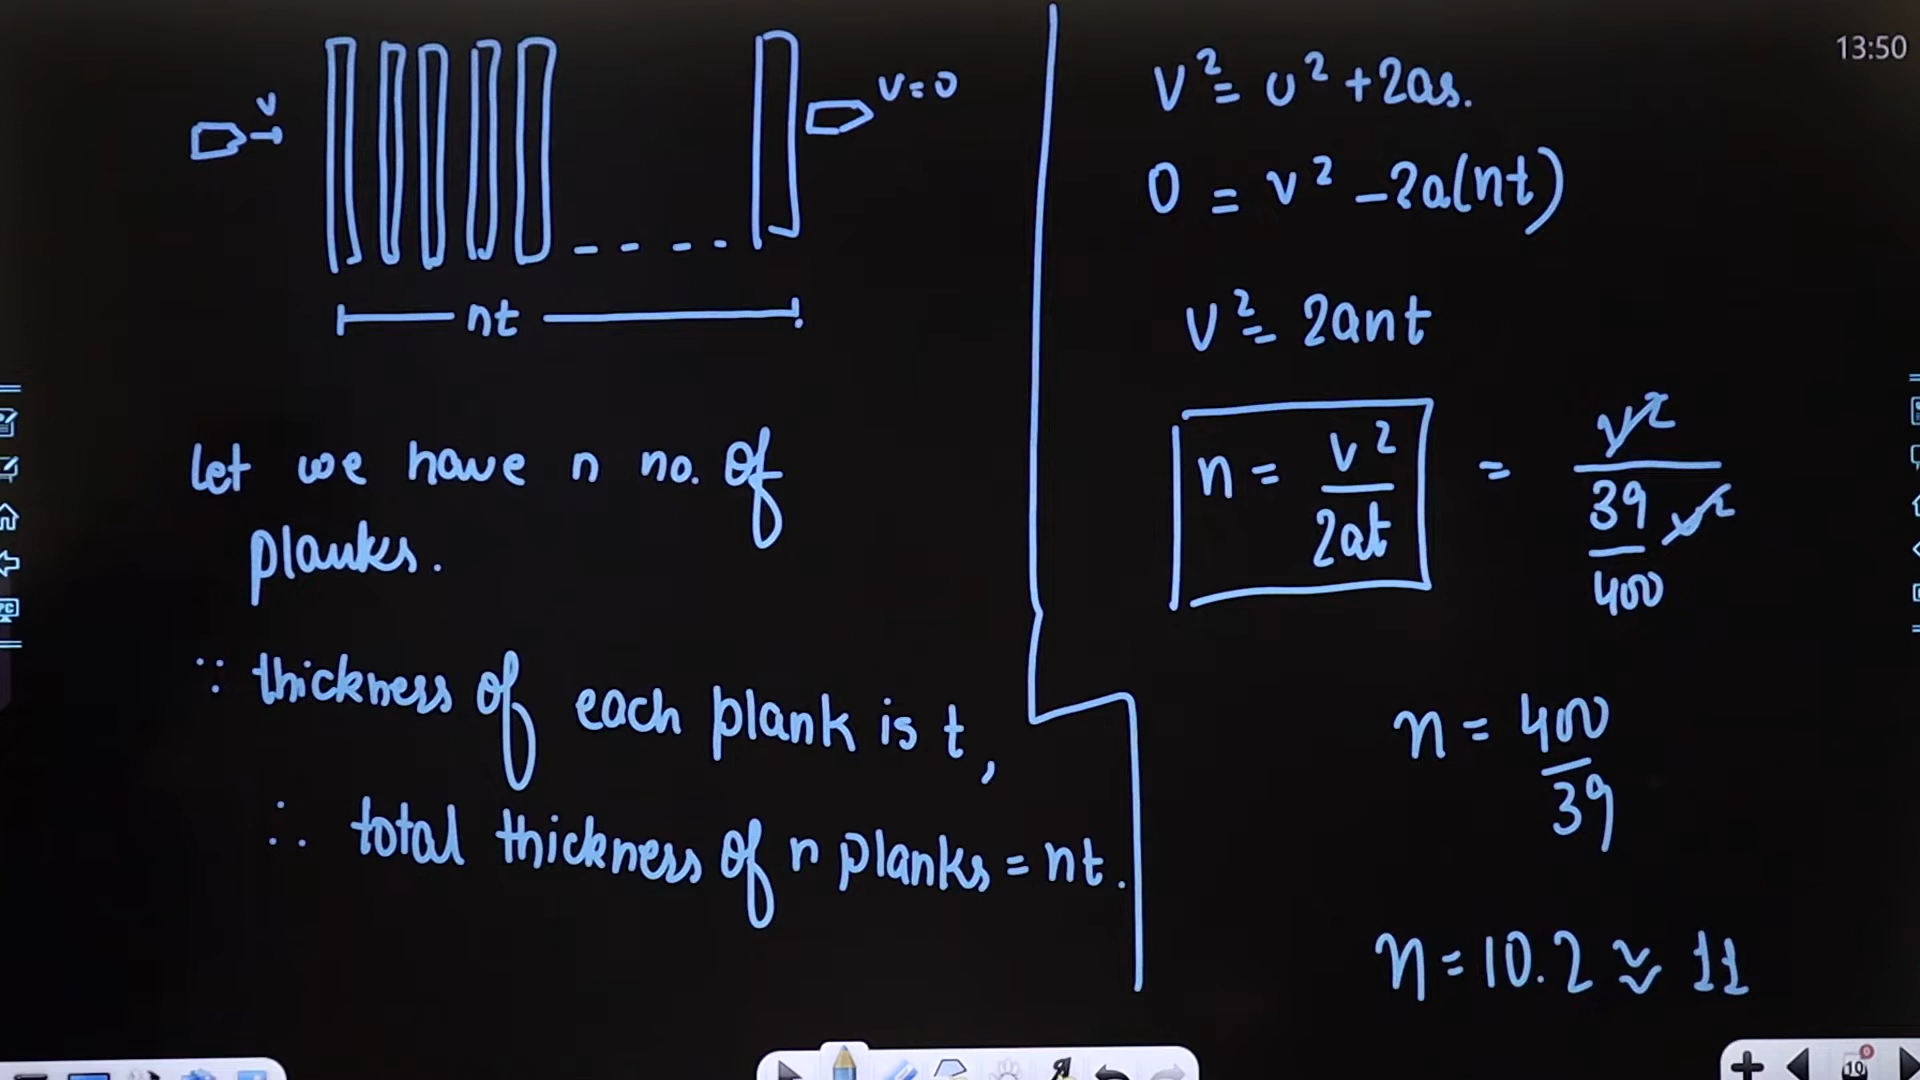 13:50
v
v=0
nt
let we have n no. of
planks.
∵ thickness of each plank is t,
∴ total thickness of n planks = nt.
v² = u² + 2as.
0 = v² - 2a(nt)
v² = 2ant
n = v²/2at = v²/(39/400 v²)
n = 400/39
n = 10.2 ≈ 11
10